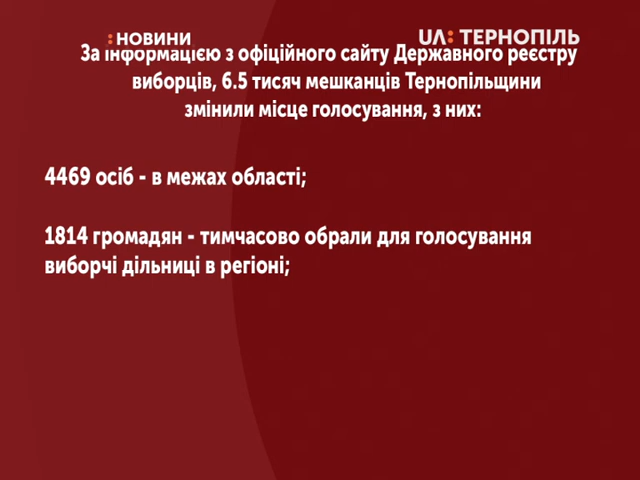 :НОВИНИ
UA: ТЕРНОПІЛЬ
За інформацією з офіційного сайту Державного реєстру
виборців, 6.5 тисяч мешканців Тернопільщини
змінили місце голосування, з них:
4469 осіб - в межах області;
1814 громадян - тимчасово обрали для голосування
виборчі дільниці в регіоні;